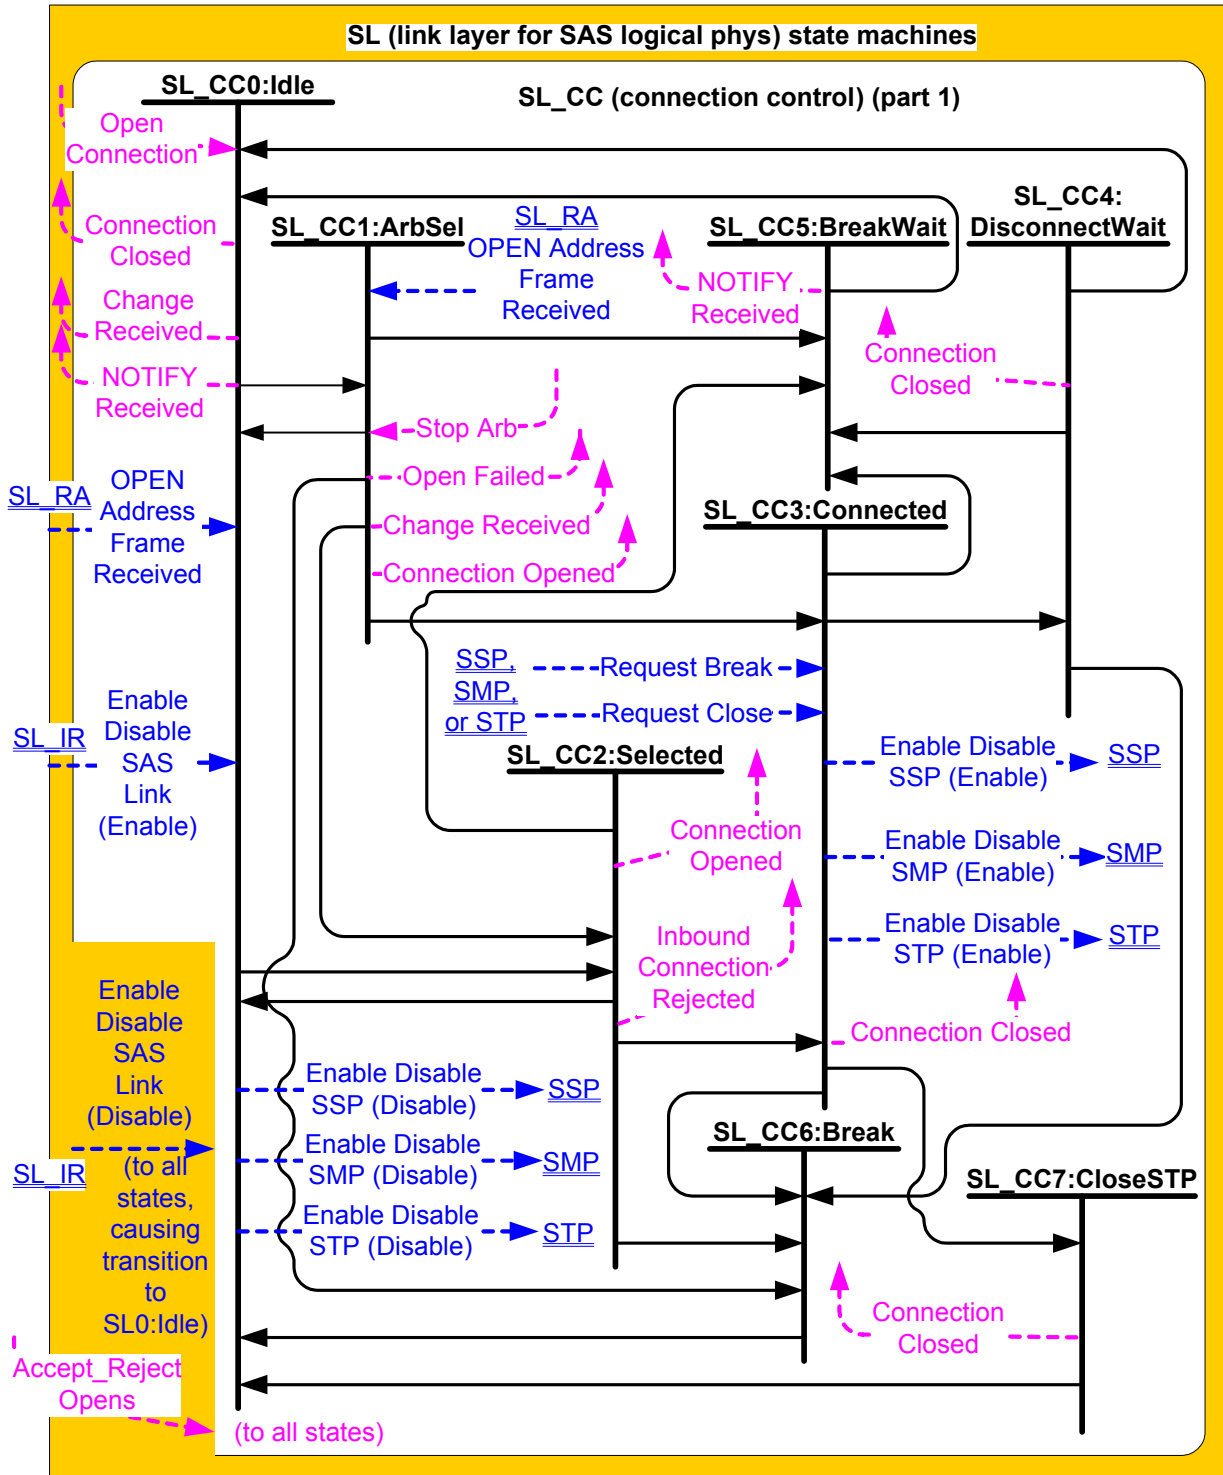 SL (link layer for SAS logical phys) state machines
SL_CC0:Idle
SL_CC (connection control) (part 1)
Open
Connection
Connection
Closed
Change
Received
NOTIFY
Received
SL_CC1:ArbSel
SL_RA
OPEN Address
Frame
Received
SL_CC5:BreakWait
NOTIFY
Received
SL_CC4:
DisconnectWait
Connection
Closed
Stop Arb
Open Failed
Change Received
Connection Opened
SL_RA
OPEN
Address
Frame
Received
SL_CC3:Connected
SSP,
SMP,
or STP
Request Break
Request Close
SL_IR
Enable
Disable
SAS
Link
(Enable)
SL_CC2:Selected
Enable Disable
SSP (Enable)
SSP
Connection
Opened
Enable Disable
SMP (Enable)
SMP
Inbound
Connection
Rejected
Enable Disable
STP (Enable)
STP
Connection Closed
Enable
Disable
SAS
Link
(Disable)
SL_IR
(to all
states,
causing
transition
to
SL0:Idle)
Enable Disable
SSP (Disable)
SSP
Enable Disable
SMP (Disable)
SMP
Enable Disable
STP (Disable)
STP
SL_CC6:Break
SL_CC7:CloseSTP
Connection
Closed
Accept_Reject
Opens
(to all states)